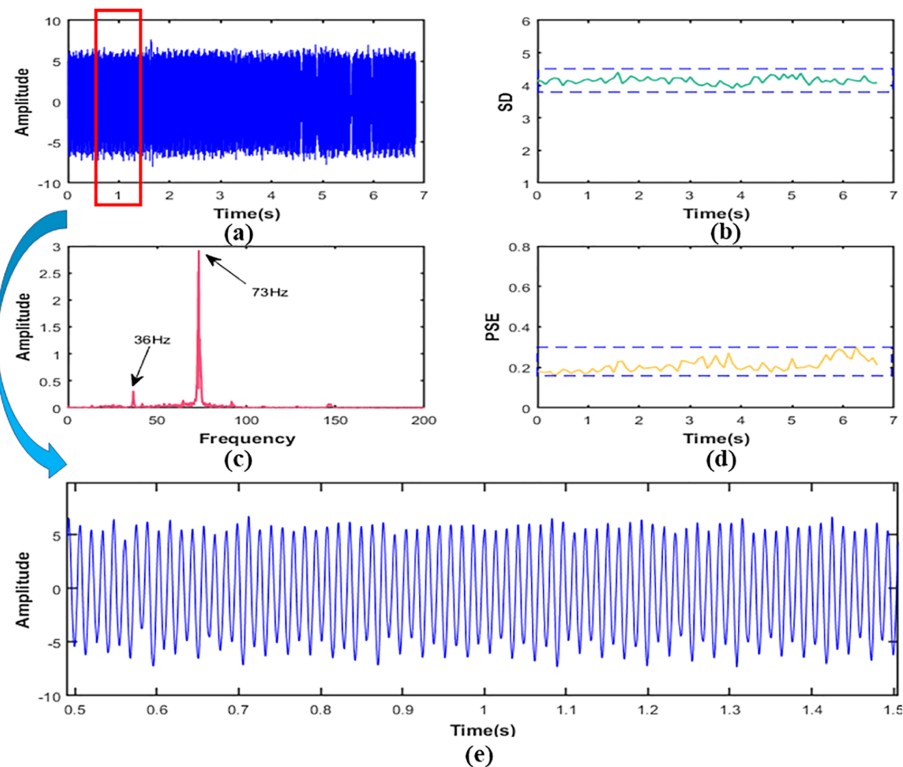 10
5
0
-5
-10
Amplitude
0 1 2 3 4 5 6 7
Time(s)
(a)
6
5
4
3
2
1
SD
0 1 2 3 4 5 6 7
Time(s)
(b)
3
2.5
2
1.5
1
0.5
0
Amplitude
73Hz
36Hz
0 50 100 150 200
Frequency
(c)
0.8
0.6
0.4
0.2
0
PSE
0 1 2 3 4 5 6 7
Time(s)
(d)
5
0
-5
-10
Amplitude
0.5 0.6 0.7 0.8 0.9 1 1.1 1.2 1.3 1.4 1.5
Time(s)
(e)